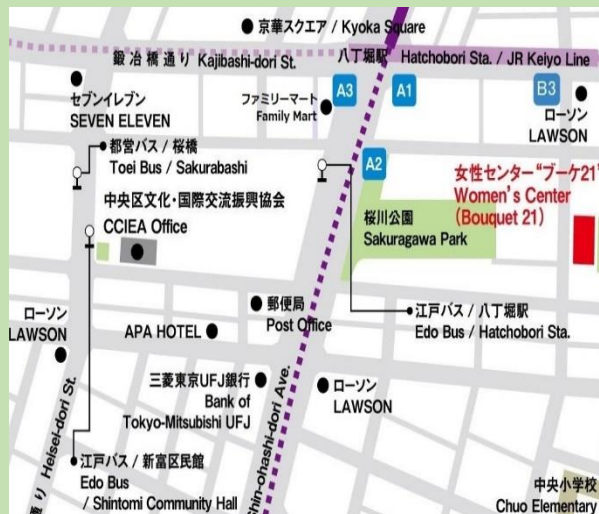 京華スクエア / Kyoka Square
鍛冶橋通り Kajibashi-dori St.
八丁堀駅
Hatchobori Sta. / JR Keiyo Line
セブンイレブン
SEVEN ELEVEN
ファミリーマート
Family Mart
A3
A1
B3
ローソン
LAWSON
都営バス / 桜橋
Toei Bus / Sakurabashi
A2
中央区文化・国際交流振興協会
CCIEA Office
桜川公園
Sakuragawa Park
女性センター“ブーケ21”
Women's Center
(Bouquet 21)
郵便局
Post Office
江戸バス / 八丁堀駅
Edo Bus / Hatchobori Sta.
ローソン
LAWSON
APA HOTEL
三菱東京UFJ銀行
Bank of
Tokyo-Mitsubishi UFJ
ローソン
LAWSON
通り Heisei-dori St.
Shin-ohashi-dori Ave.
江戸バス / 新富区民館
Edo Bus
/ Shintomi Community Hall
中央小学校
Chuo Elementary